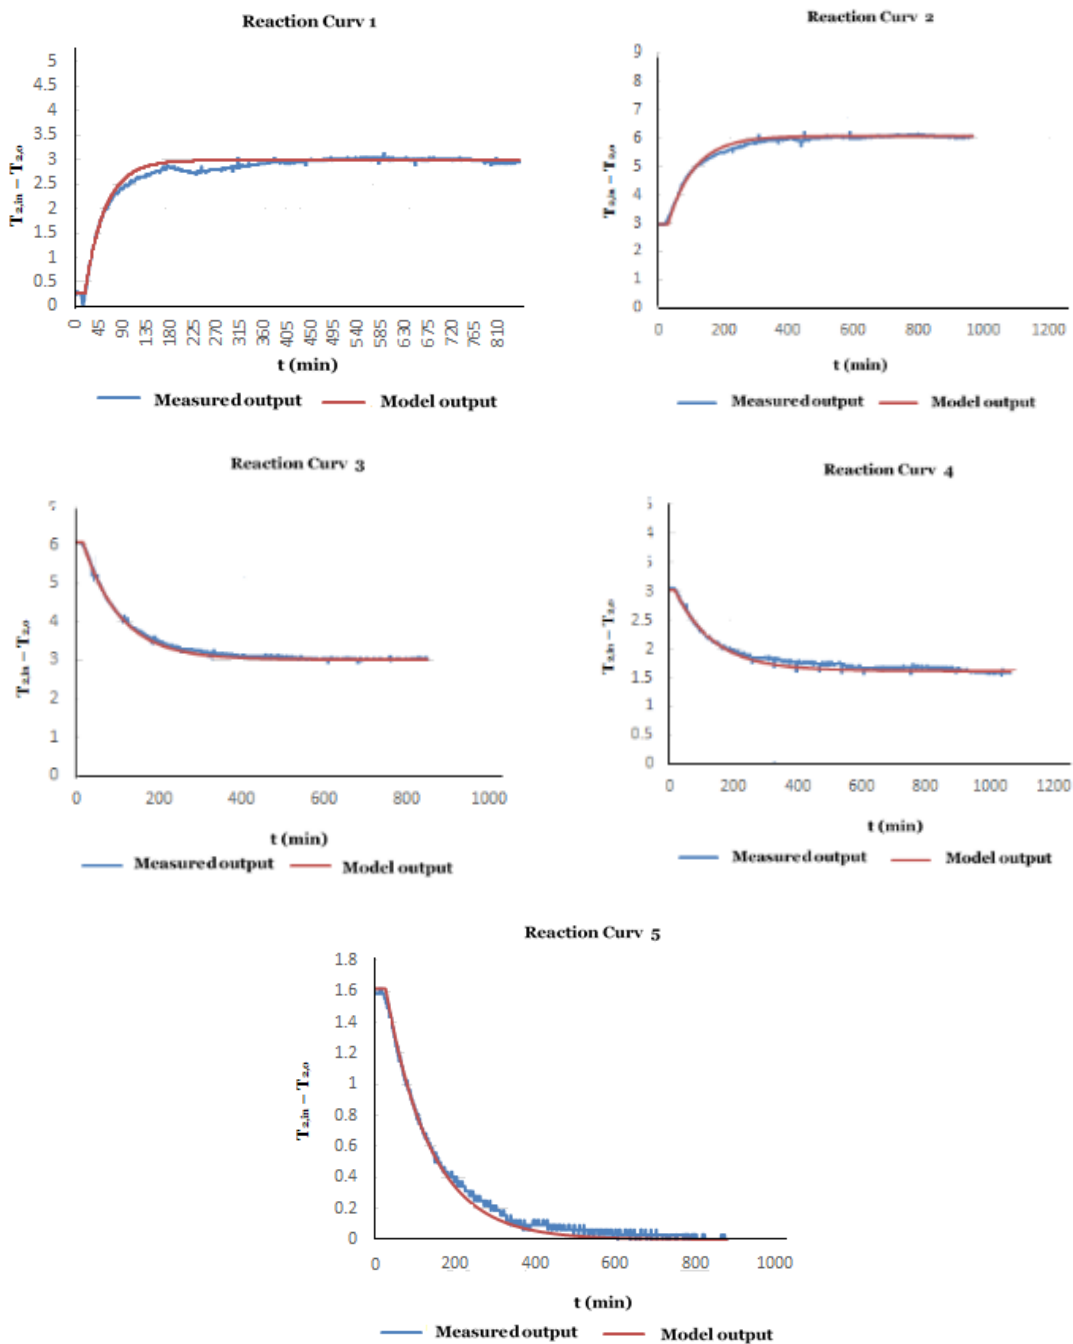 Reaction Curv 1
5
4.5
4
3.5
3
2.5
2
1.5
1
0.5
0
T2,in – T2,o
0 45 90 135 180 225 270 315 360 405 450 495 540 585 630 675 720 765 810
t (min)
Measured output Model output
Reaction Curv 2
9
8
7
6
5
4
3
2
1
0
T2,in – T2,o
0 200 400 600 800 1000 1200
t (min)
Measured output Model output
Reaction Curv 3
6
5
4
3
2
1
0
T2,in – T2,o
0 200 400 600 800 1000
t (min)
Measured output Model output
Reaction Curv 4
4
3
2.5
2
1.5
1
0.5
0
T2,in – T2,o
0 200 400 600 800 1000 1200
t (min)
Measured output Model output
Reaction Curv 5
1.8
1.6
1.4
1.2
1
0.8
0.6
0.4
0.2
0
T2,in – T2,o
0 200 400 600 800 1000
t (min)
Measured output Model output